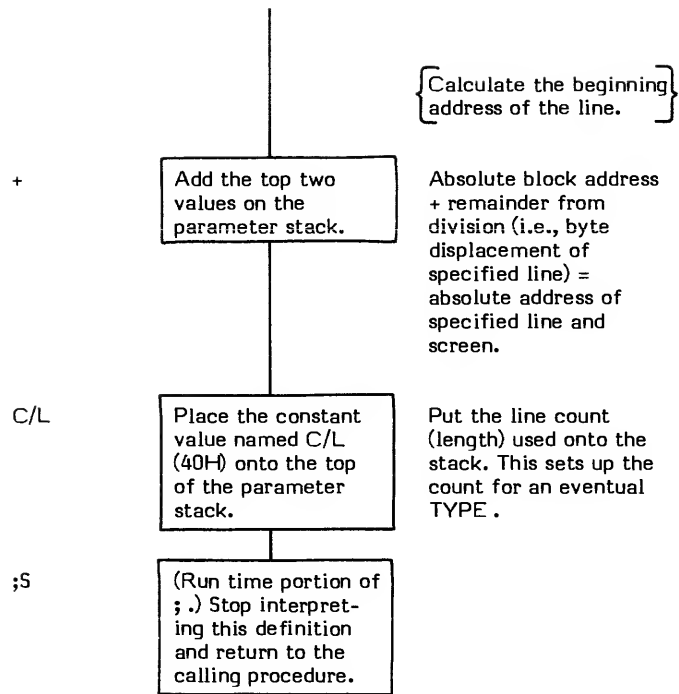 {Calculate the beginning
address of the line.}
+
Add the top two
values on the
parameter stack.
Absolute block address
+ remainder from
division (i.e., byte
displacement of
specified line) =
absolute address of
specified line and
screen.
C/L
Place the constant
value named C/L
(40H) onto the top
of the parameter
stack.
Put the line count
(length) used onto the
stack. This sets up the
count for an eventual
TYPE .
;S
(Run time portion of
; .) Stop interpret-
ing this definition
and return to the
calling procedure.